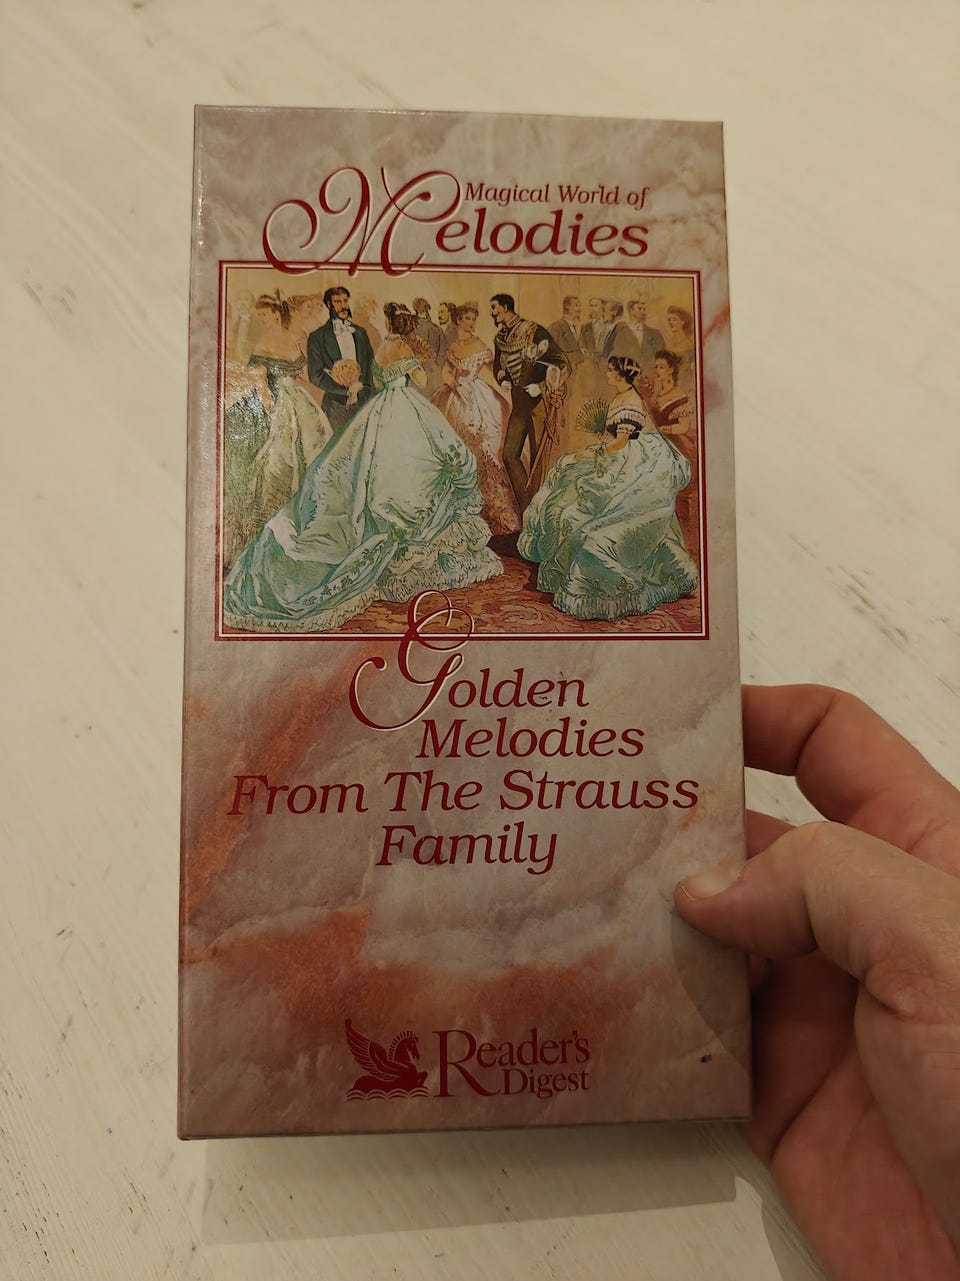 Magical World of
Melodies
Golden
Melodies
From The Strauss
Family
Reader's
Digest